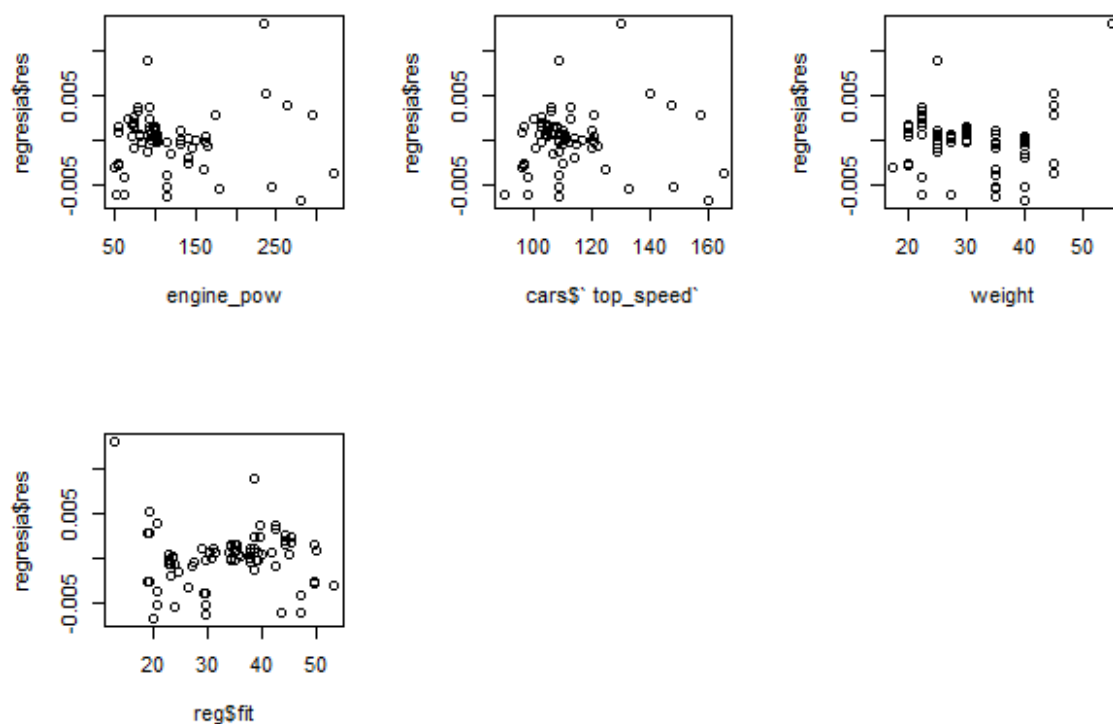 regresja$res
-0.005 0.005
50 150 250
engine_pow
regresja$res
-0.005 0.005
100 120 140 160
cars$` top_speed`
regresja$res
-0.005 0.005
20 30 40 50
weight
regresja$res
-0.005 0.005
20 30 40 50
reg$fit